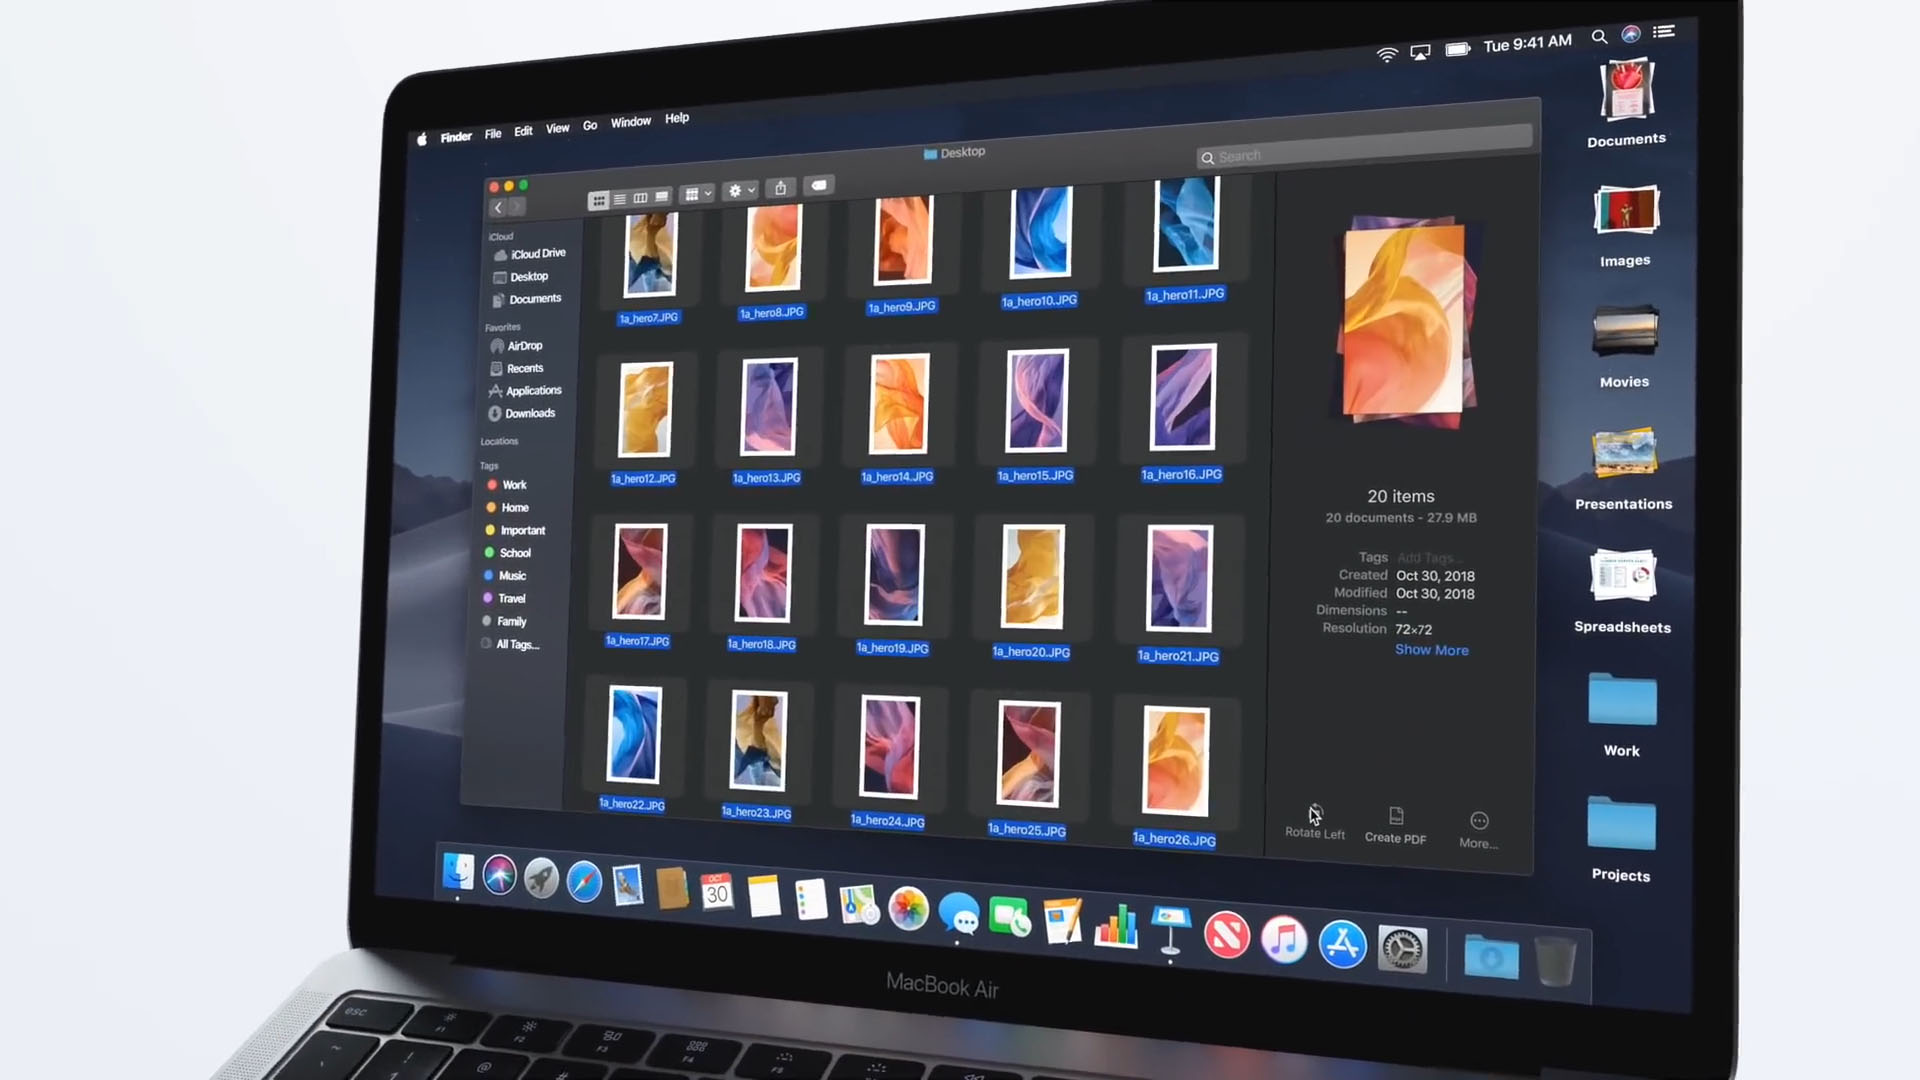 Finder File Edit View Go Window Help
Tue 9:41 AM
Desktop
Search
iCloud
iCloud Drive
Desktop
Documents
Favorites
AirDrop
Recents
Applications
Downloads
Locations
Tags
Work
Home
Important
School
Music
Travel
Family
All Tags...
1a_hero7.JPG 1a_hero8.JPG 1a_hero9.JPG 1a_hero10.JPG 1a_hero11.JPG
1a_hero12.JPG 1a_hero13.JPG 1a_hero14.JPG 1a_hero15.JPG 1a_hero16.JPG
1a_hero17.JPG 1a_hero18.JPG 1a_hero19.JPG 1a_hero20.JPG 1a_hero21.JPG
1a_hero22.JPG 1a_hero23.JPG 1a_hero24.JPG 1a_hero25.JPG 1a_hero26.JPG
20 items
20 documents - 27.9 MB
Tags Add Tags...
Created Oct 30, 2018
Modified Oct 30, 2018
Dimensions --
Resolution 72×72
Show More
Rotate Left
Create PDF
More...
Documents
Images
Movies
Presentations
Spreadsheets
Work
Projects
OCT
30
MacBook Air
esc
F1
F2
F3
F4
F5
~
!
1
@
#